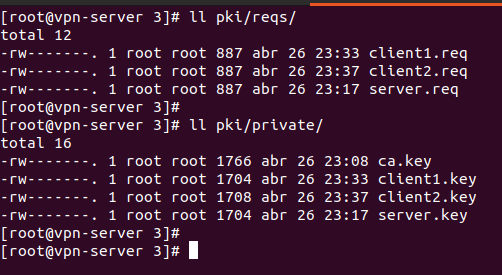 [root@vpn-server 3]# ll pki/reqs/
total 12
-rw-------. 1 root root 887 abr 26 23:33 client1.req
-rw-------. 1 root root 887 abr 26 23:37 client2.req
-rw-------. 1 root root 887 abr 26 23:17 server.req
[root@vpn-server 3]#
[root@vpn-server 3]# ll pki/private/
total 16
-rw-------. 1 root root 1766 abr 26 23:08 ca.key
-rw-------. 1 root root 1704 abr 26 23:33 client1.key
-rw-------. 1 root root 1708 abr 26 23:37 client2.key
-rw-------. 1 root root 1704 abr 26 23:17 server.key
[root@vpn-server 3]#
[root@vpn-server 3]#